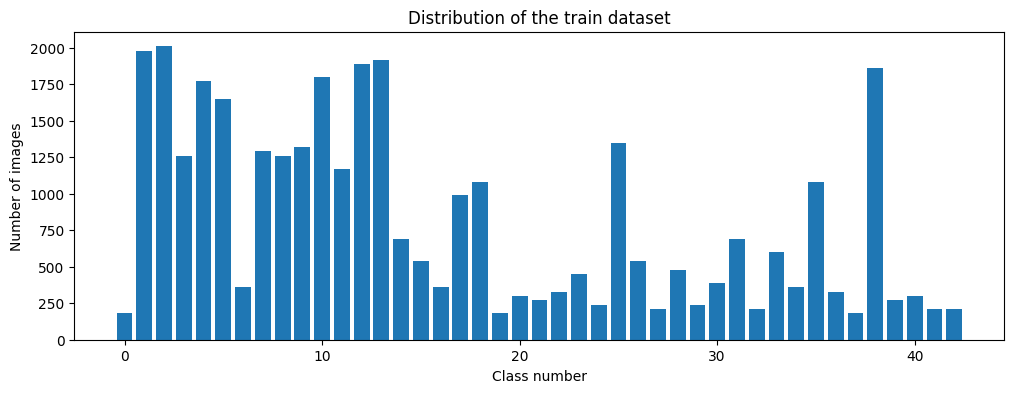 Distribution of the train dataset
Number of images
2000
1750
1500
1250
1000
750
500
250
0
0 10 20 30 40
Class number